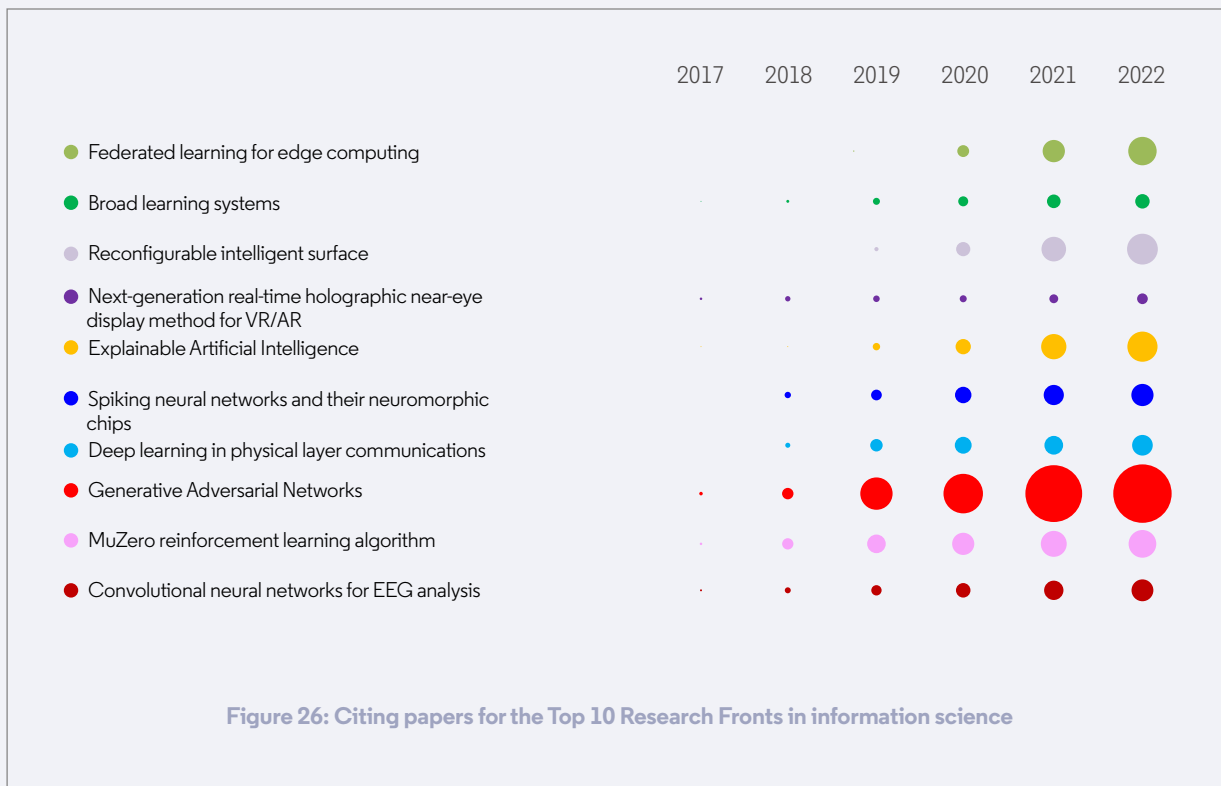 2017 2018 2019 2020 2021 2022
Federated learning for edge computing
Broad learning systems
Reconfigurable intelligent surface
Next-generation real-time holographic near-eye
display method for VR/AR
Explainable Artificial Intelligence
Spiking neural networks and their neuromorphic
chips
Deep learning in physical layer communications
Generative Adversarial Networks
MuZero reinforcement learning algorithm
Convolutional neural networks for EEG analysis
Figure 26: Citing papers for the Top 10 Research Fronts in information science